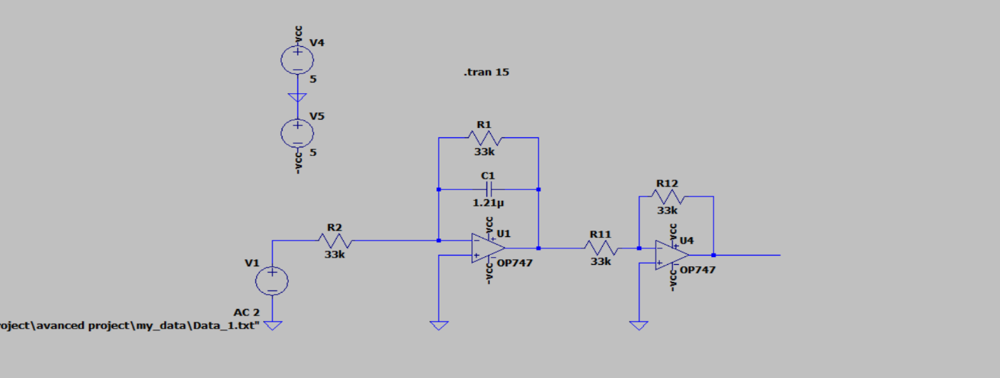 vcc
V4
5
V5
5
-vcc
.tran 15
R1
33k
C1
1.21µ
R2
33k
vcc
U1
OP747
-vcc
R11
33k
R12
33k
vcc
U4
OP747
-vcc
V1
AC 2
roject\avanced project\my_data\Data_1.txt"